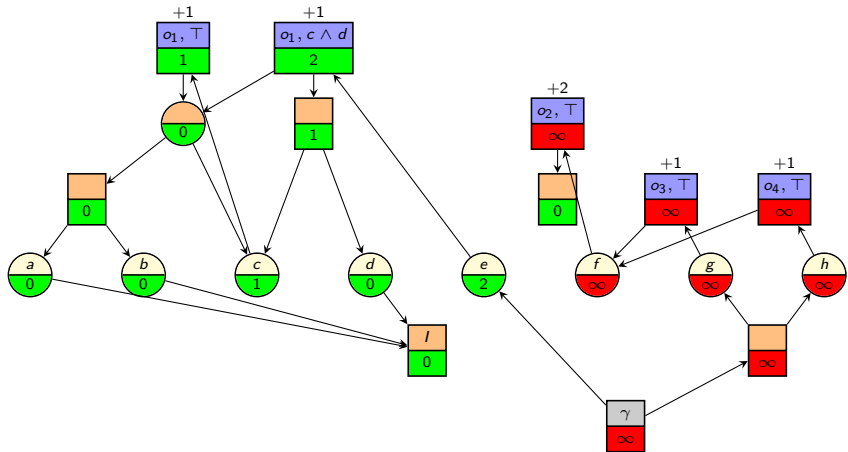 +1
+1
o₁, ⊤
o₁, c ∧ d
1
2
+2
o₂, ⊤
∞
0
1
+1
+1
o₃, ⊤
o₄, ⊤
∞
∞
0
0
a
b
c
d
e
f
g
h
0
0
1
0
2
∞
∞
∞
I
0
∞
γ
∞